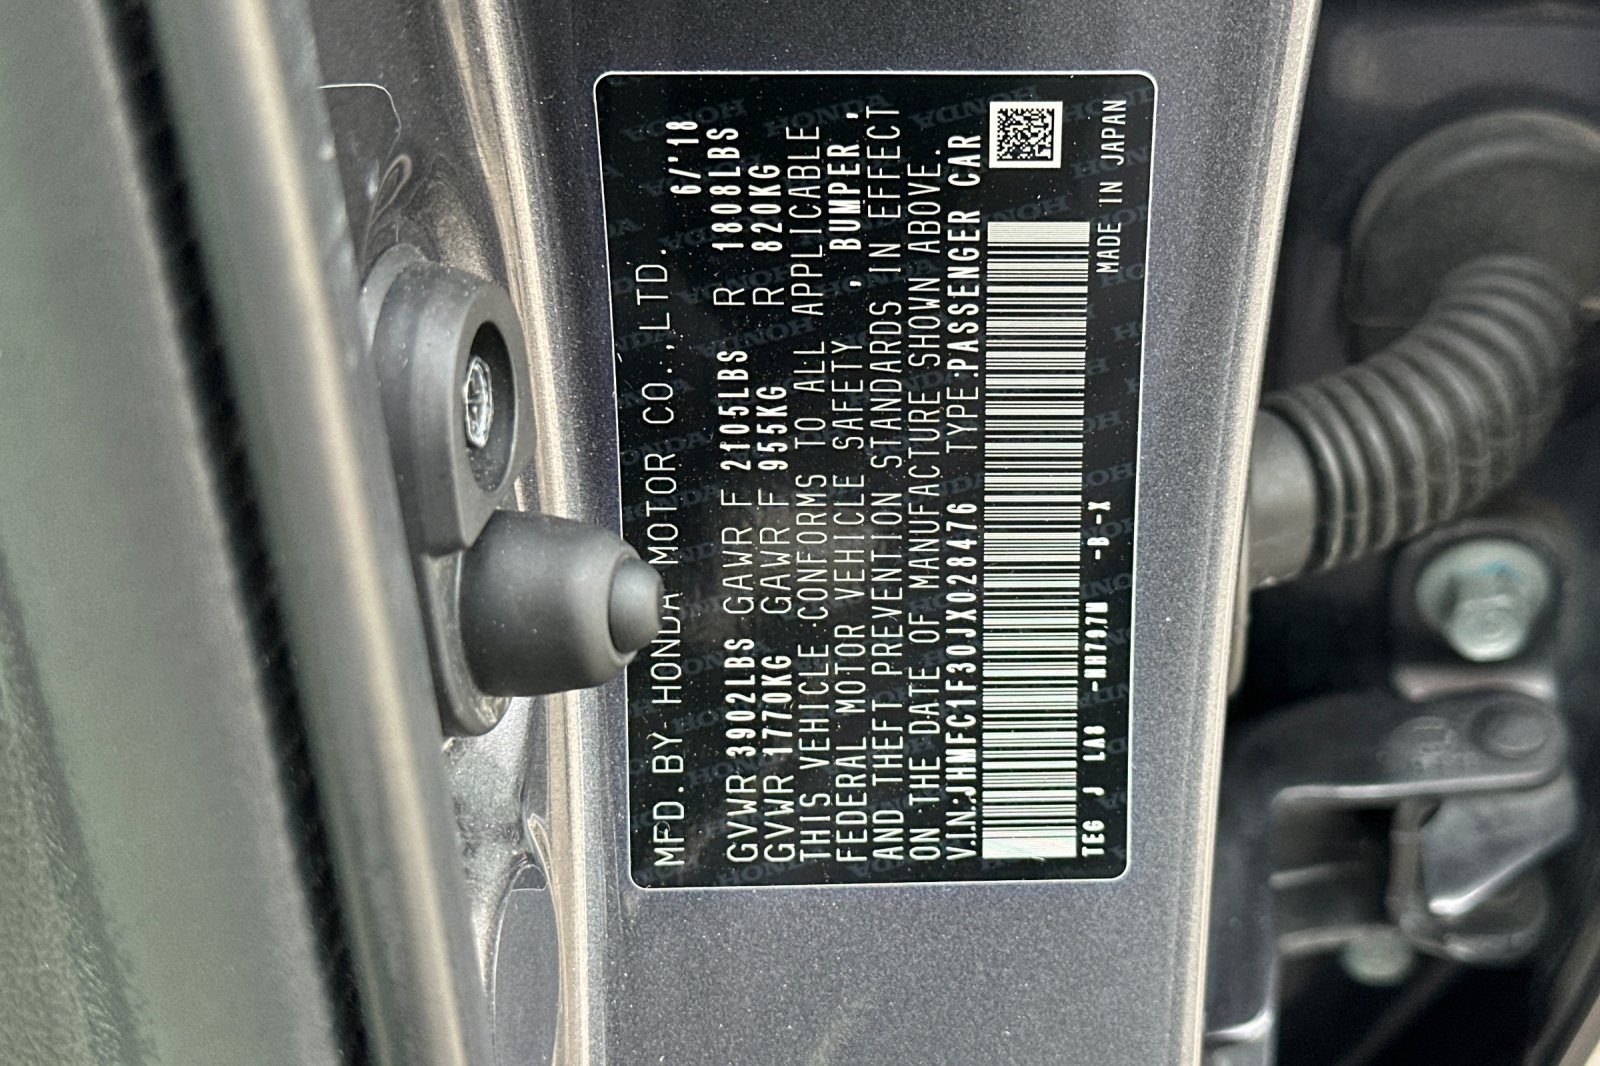 MFD. BY HONDA MOTOR CO., LTD. 6/'18
GVWR 3902LBS GAWR F 2105LBS R 1808LBS
GVWR 1770KG GAWR F 955KG R 820KG
THIS VEHICLE CONFORMS TO ALL APPLICABLE
FEDERAL MOTOR VEHICLE SAFETY , BUMPER,
AND THEFT PREVENTION STANDARDS IN EFFECT
ON THE DATE OF MANUFACTURE SHOWN ABOVE.
V.I.N.:JHMFC1F30JX028476 TYPE:PASSENGER CAR
TEG J LA8 -NH797M -B-X
MADE IN JAPAN